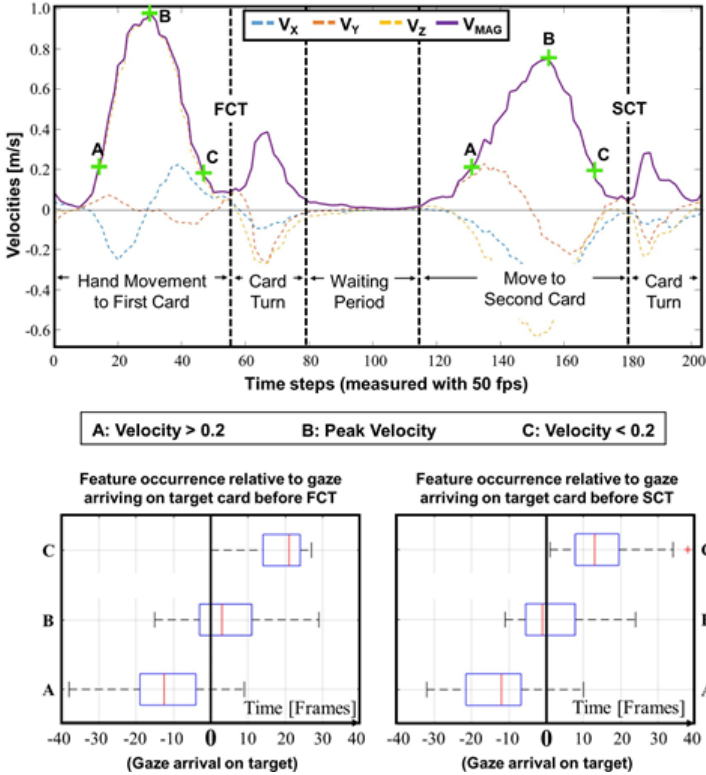 1.0
0.8
0.6
0.4
0.2
0
-0.2
-0.4
-0.6
Velocities [m/s]
V_X V_Y V_Z V_MAG
A
B
C
FCT
A
B
C
SCT
Hand Movement
to First Card
Card
Turn
Waiting
Period
Move to
Second Card
Card
Turn
0 20 40 60 80 100 120 140 160 180 200
Time steps (measured with 50 fps)
A: Velocity > 0.2 B: Peak Velocity C: Velocity < 0.2
Feature occurrence relative to gaze
arriving on target card before FCT
C
B
A
Time [Frames]
-40 -30 -20 -10 0 10 20 30 40
(Gaze arrival on target)
Feature occurrence relative to gaze
arriving on target card before SCT
Time [Frames]
-40 -30 -20 -10 0 10 20 30 40
(Gaze arrival on target)